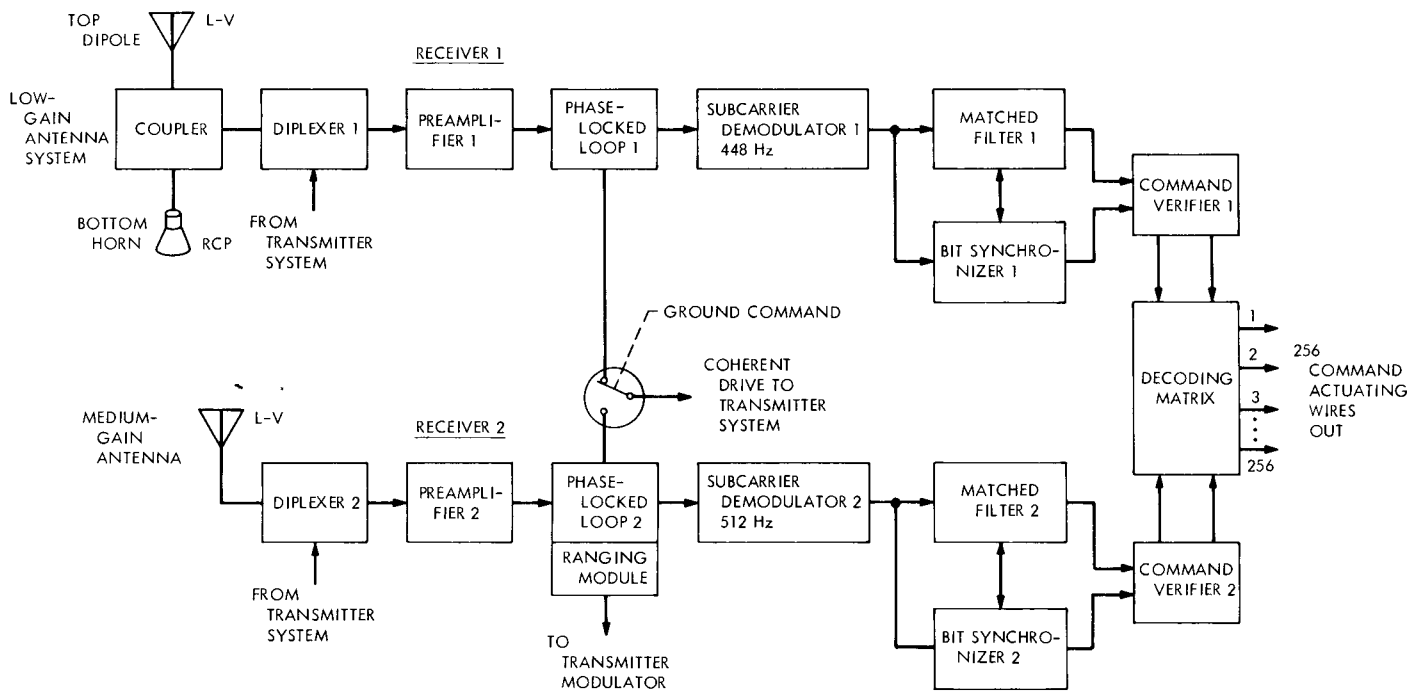 TOP
DIPOLE
L-V
RECEIVER 1
LOW-
GAIN
ANTENNA
SYSTEM
COUPLER
DIPLEXER 1
PREAMPLI-
FIER 1
PHASE-
LOCKED
LOOP 1
SUBCARRIER
DEMODULATOR 1
448 Hz
MATCHED
FILTER 1
COMMAND
VERIFIER 1
BOTTOM
HORN
RCP
FROM
TRANSMITTER
SYSTEM
BIT SYNCHRO-
NIZER 1
GROUND COMMAND
COHERENT
DRIVE TO
TRANSMITTER
SYSTEM
DECODING
MATRIX
1
2
3
256
256
COMMAND
ACTUATING
WIRES
OUT
MEDIUM-
GAIN
ANTENNA
L-V
RECEIVER 2
DIPLEXER 2
PREAMPLI-
FIER 2
PHASE-
LOCKED
LOOP 2
RANGING
MODULE
SUBCARRIER
DEMODULATOR 2
512 Hz
MATCHED
FILTER 2
COMMAND
VERIFIER 2
FROM
TRANSMITTER
SYSTEM
TO
TRANSMITTER
MODULATOR
BIT SYNCHRO-
NIZER 2